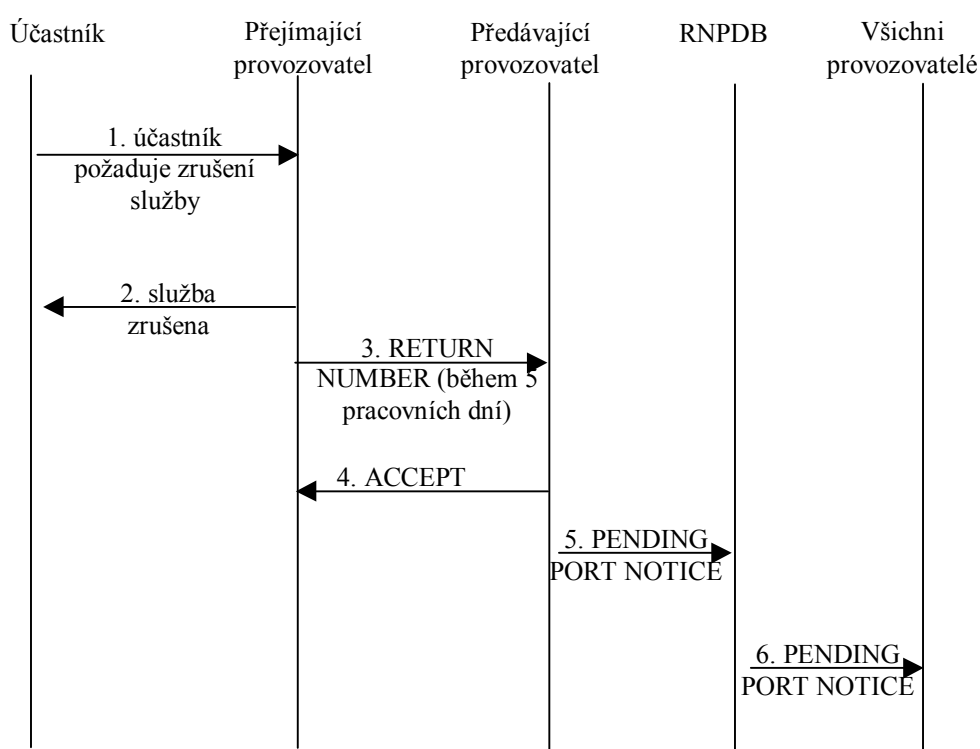 Účastník
Přejímající
provozovatel
Předávající
provozovatel
RNPDB
Všichni
provozovatelé
1. účastník
požaduje zrušení
služby
2. služba
zrušena
3. RETURN
NUMBER (během 5
pracovních dní)
4. ACCEPT
5. PENDING
PORT NOTICE
6. PENDING
PORT NOTICE